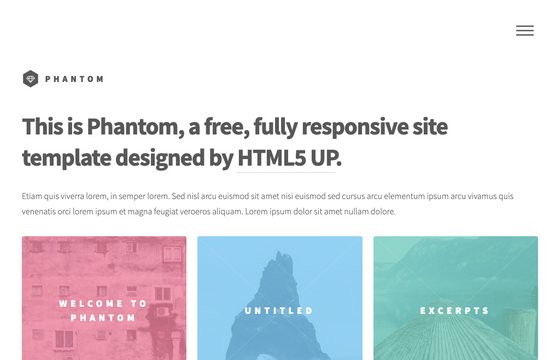 PHANTOM
This is Phantom, a free, fully responsive site
template designed by HTML5 UP.
Etiam quis viverra lorem, in semper lorem. Sed nisl arcu euismod sit amet nisi euismod sed cursus arcu elementum ipsum arcu vivamus quis
venenatis orci lorem ipsum et magna feugiat veroeros aliquam. Lorem ipsum dolor sit amet nullam dolore.
WELCOME TO
PHANTOM
UNTITLED
EXCERPTS